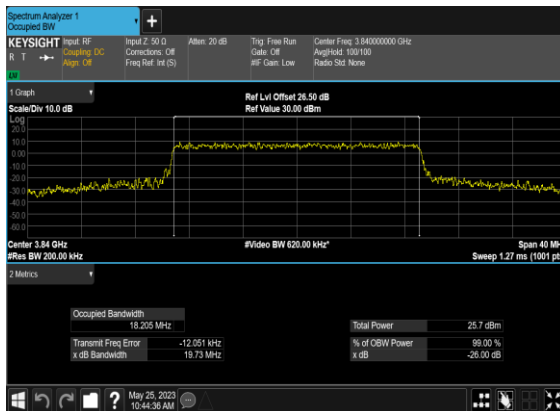 Spectrum Analyzer 1
Occupied BW
KEYSIGHT
R T
Input: RF
Coupling: DC
Align: Off
Input Z: 50 Ω
Corrections: Off
Freq Ref: Int (S)
Atten: 20 dB
Trig: Free Run
Gate: Off
#IF Gain: Low
Center Freq: 3.840000000 GHz
Avg|Hold: 100/100
Radio Std: None
1 Graph
Scale/Div 10.0 dB
Ref Lvl Offset 26.50 dB
Ref Value 30.00 dBm
Log
20.0
10.0
0.00
-10.0
-20.0
-30.0
-40.0
-50.0
-60.0
Center 3.84 GHz
#Res BW 200.00 kHz
#Video BW 620.00 kHz*
Span 40 MH
Sweep 1.27 ms (1001 pts
2 Metrics
Occupied Bandwidth
18.205 MHz
Transmit Freq Error -12.051 kHz
x dB Bandwidth 19.73 MHz
Total Power 25.7 dBm
% of OBW Power 99.00 %
x dB -26.00 dB
May 25, 2023
10:44:36 AM